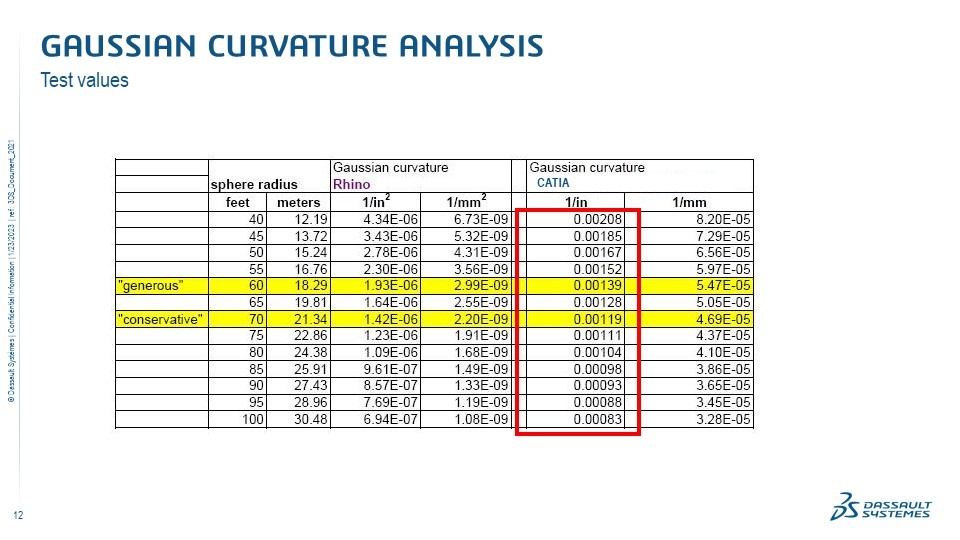 GAUSSIAN CURVATURE ANALYSIS
Test values
Gaussian curvature Gaussian curvature
sphere radius Rhino CATIA
feet meters 1/in2 1/mm2 1/in 1/mm
40 12.19 4.34E-06 6.73E-09 0.00208 8.20E-05
45 13.72 3.43E-06 5.32E-09 0.00185 7.29E-05
50 15.24 2.78E-06 4.31E-09 0.00167 6.56E-05
55 16.76 2.30E-06 3.56E-09 0.00152 5.97E-05
"generous" 60 18.29 1.93E-06 2.99E-09 0.00139 5.47E-05
65 19.81 1.64E-06 2.55E-09 0.00128 5.05E-05
"conservative" 70 21.34 1.42E-06 2.20E-09 0.00119 4.69E-05
75 22.86 1.23E-06 1.91E-09 0.00111 4.37E-05
80 24.38 1.09E-06 1.68E-09 0.00104 4.10E-05
85 25.91 9.61E-07 1.49E-09 0.00098 3.86E-05
90 27.43 8.57E-07 1.33E-09 0.00093 3.65E-05
95 28.96 7.69E-07 1.19E-09 0.00088 3.45E-05
100 30.48 6.94E-07 1.08E-09 0.00083 3.28E-05
© Dassault Systèmes | Confidential Information | 1/23/2023 | ref.: 3DS_Document_2021
12
DASSAULT
SYSTEMES